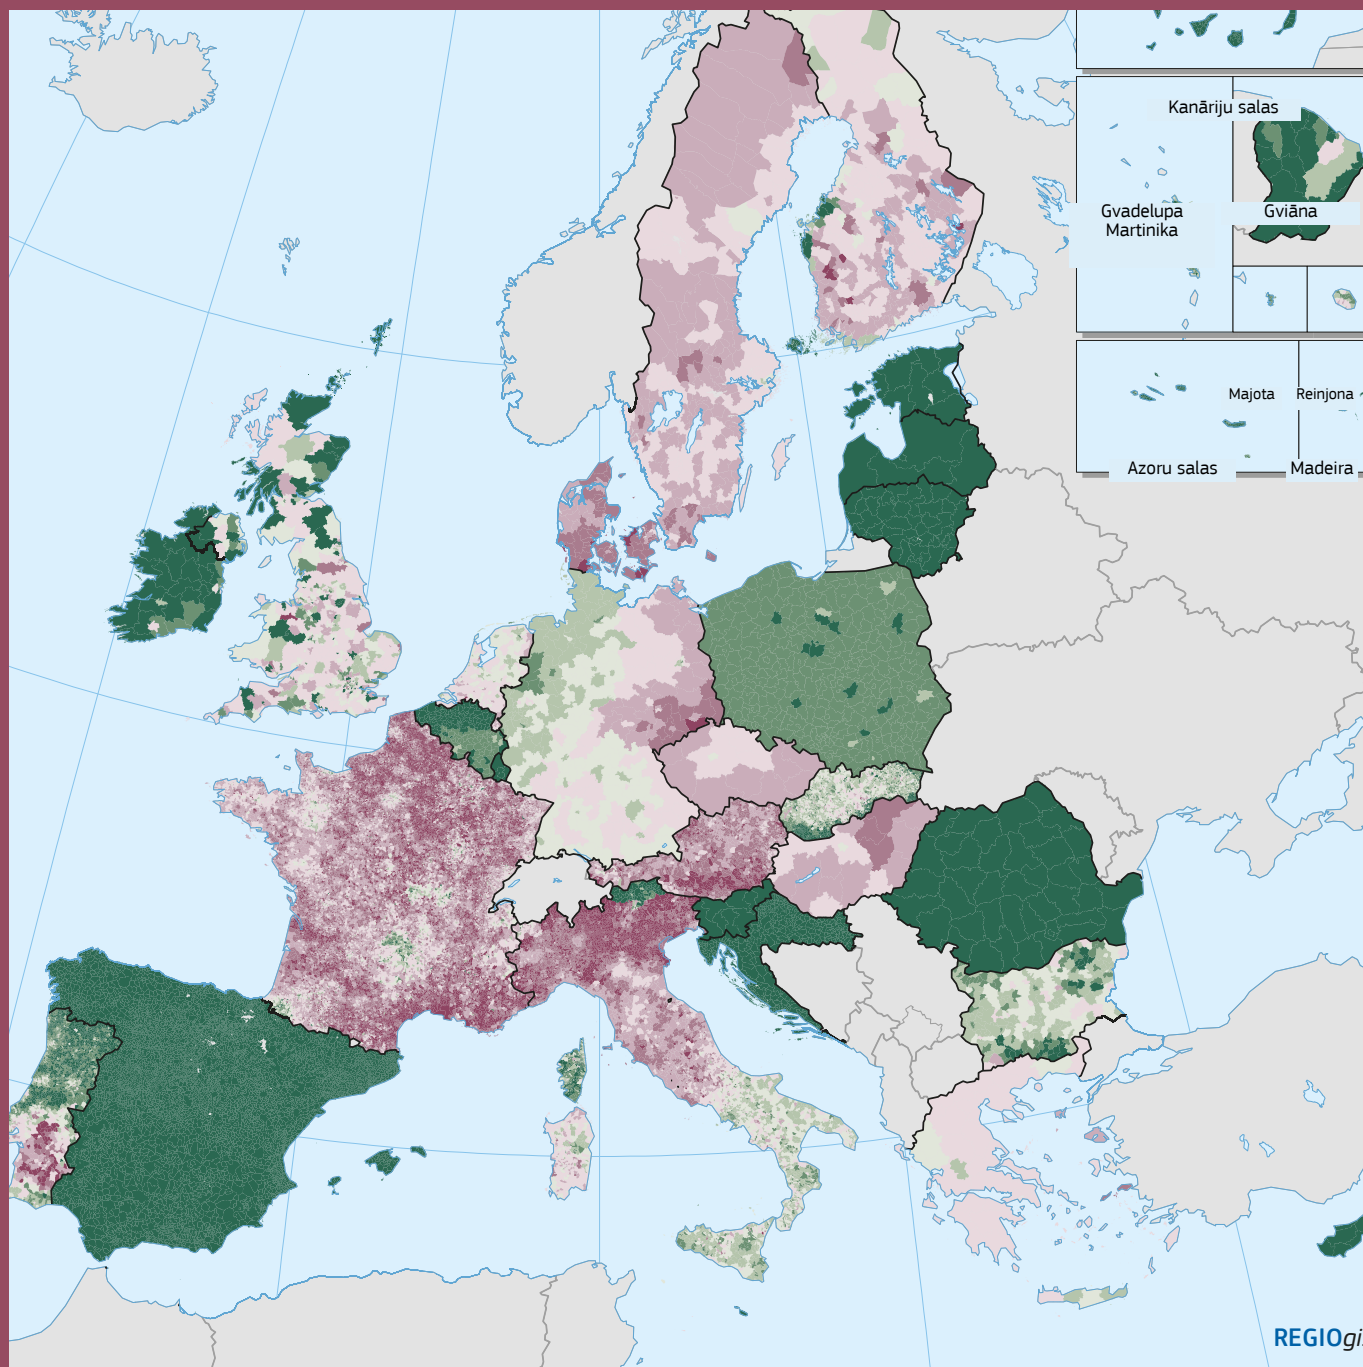 Kanāriju salas
Gvadelupa
Martinika
Gviāna
Majota
Reinjona
Azoru salas
Madeira
REGIOgi